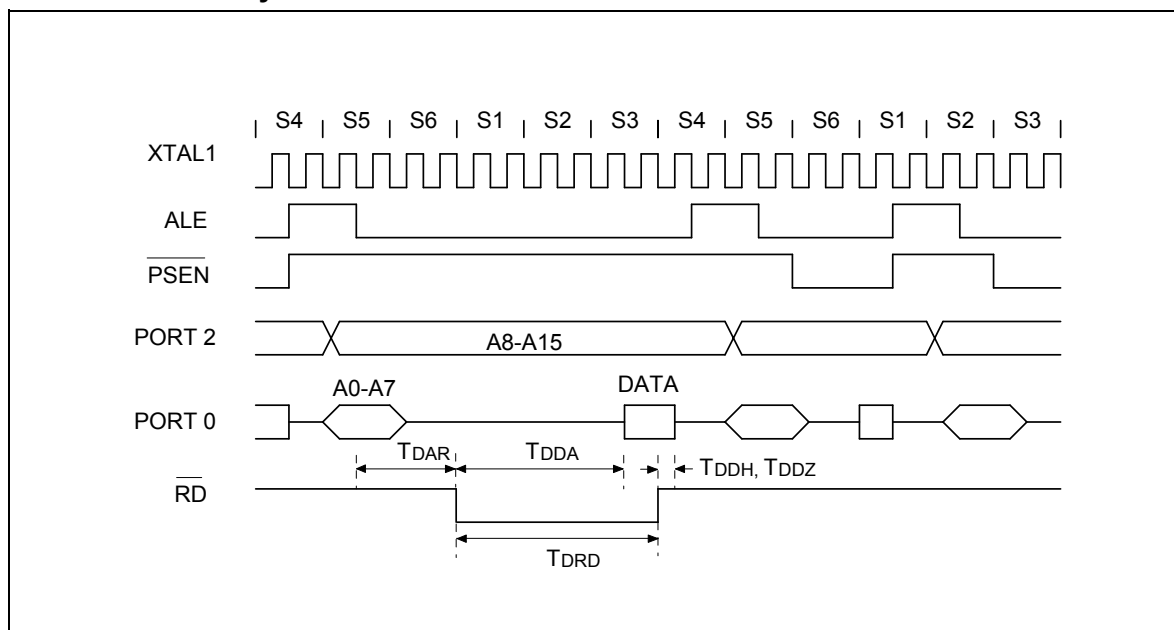 S4 S5 S6 S1 S2 S3 S4 S5 S6 S1 S2 S3
XTAL1
ALE
PSEN
PORT 2
A8-A15
A0-A7
DATA
PORT 0
TDAR
TDDA
TDDH, TDDZ
RD
TDRD